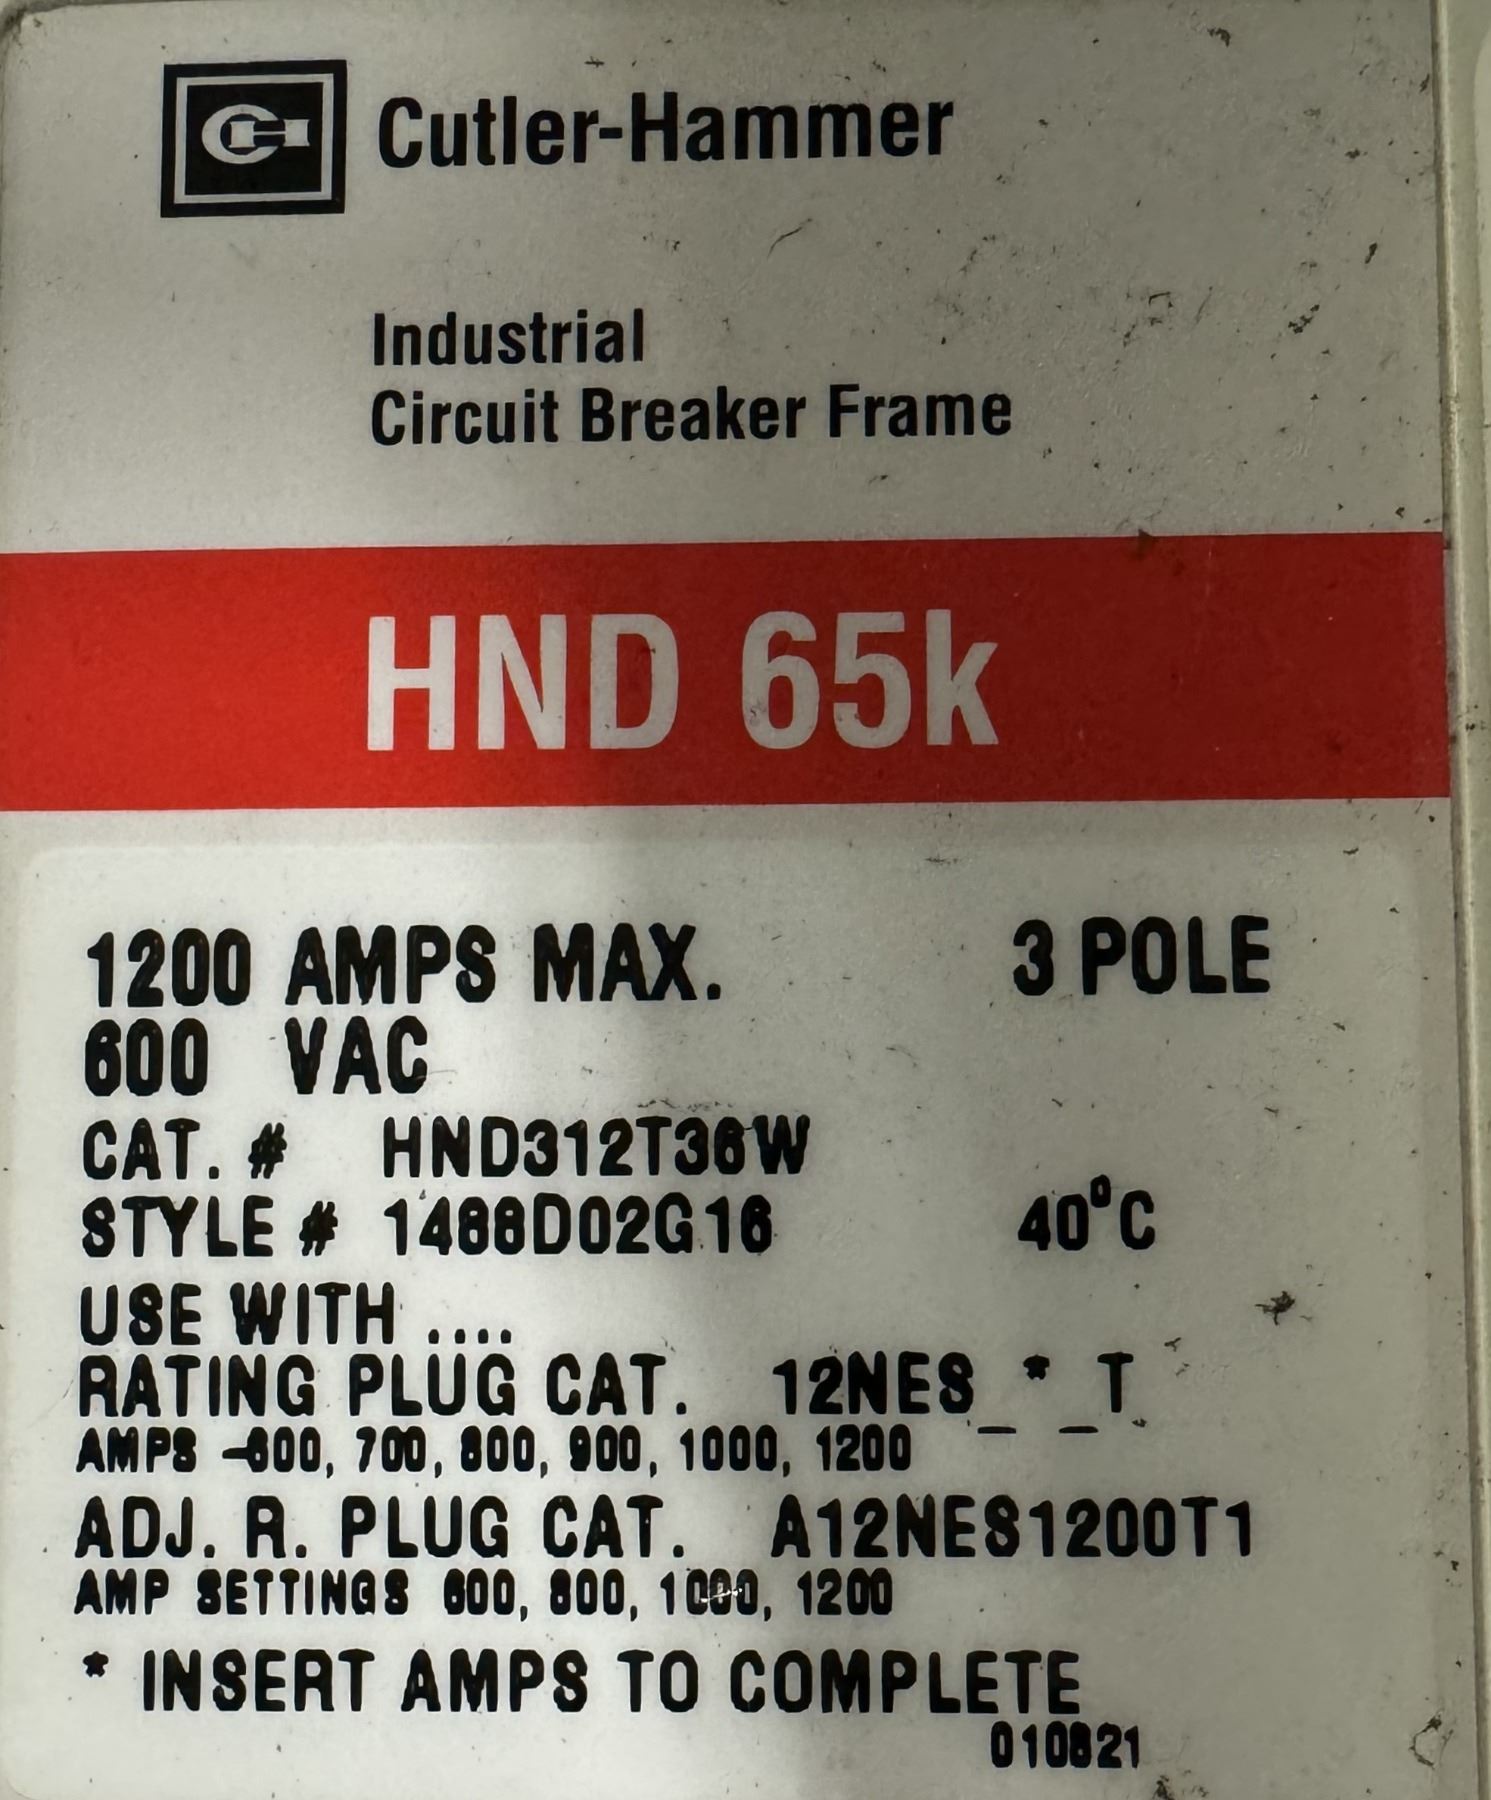 Cutler-Hammer
Industrial
Circuit Breaker Frame
HND 65k
1200 AMPS MAX. 3 POLE
600 VAC
CAT. # HND312T36W
STYLE # 1488D02G16 40°C
USE WITH ....
RATING PLUG CAT. 12NES_*_T
AMPS -600, 700, 800, 900, 1000, 1200
ADJ. R. PLUG CAT. A12NES1200T1
AMP SETTINGS 600, 800, 1000, 1200
* INSERT AMPS TO COMPLETE
010821